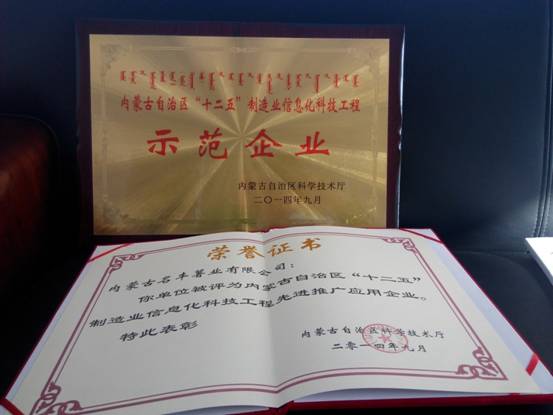 内蒙古自治区“十二五”制造业信息化科技工程
示范企业
内蒙古自治区科学技术厅
二〇一四年九月
荣誉证书
内蒙古名丰薯业有限公司：
你单位被评为内蒙古自治区“十二五”
制造业信息化科技工程先进推广应用企业。
特此表彰
内蒙古自治区科学技术厅
二零一四年九月